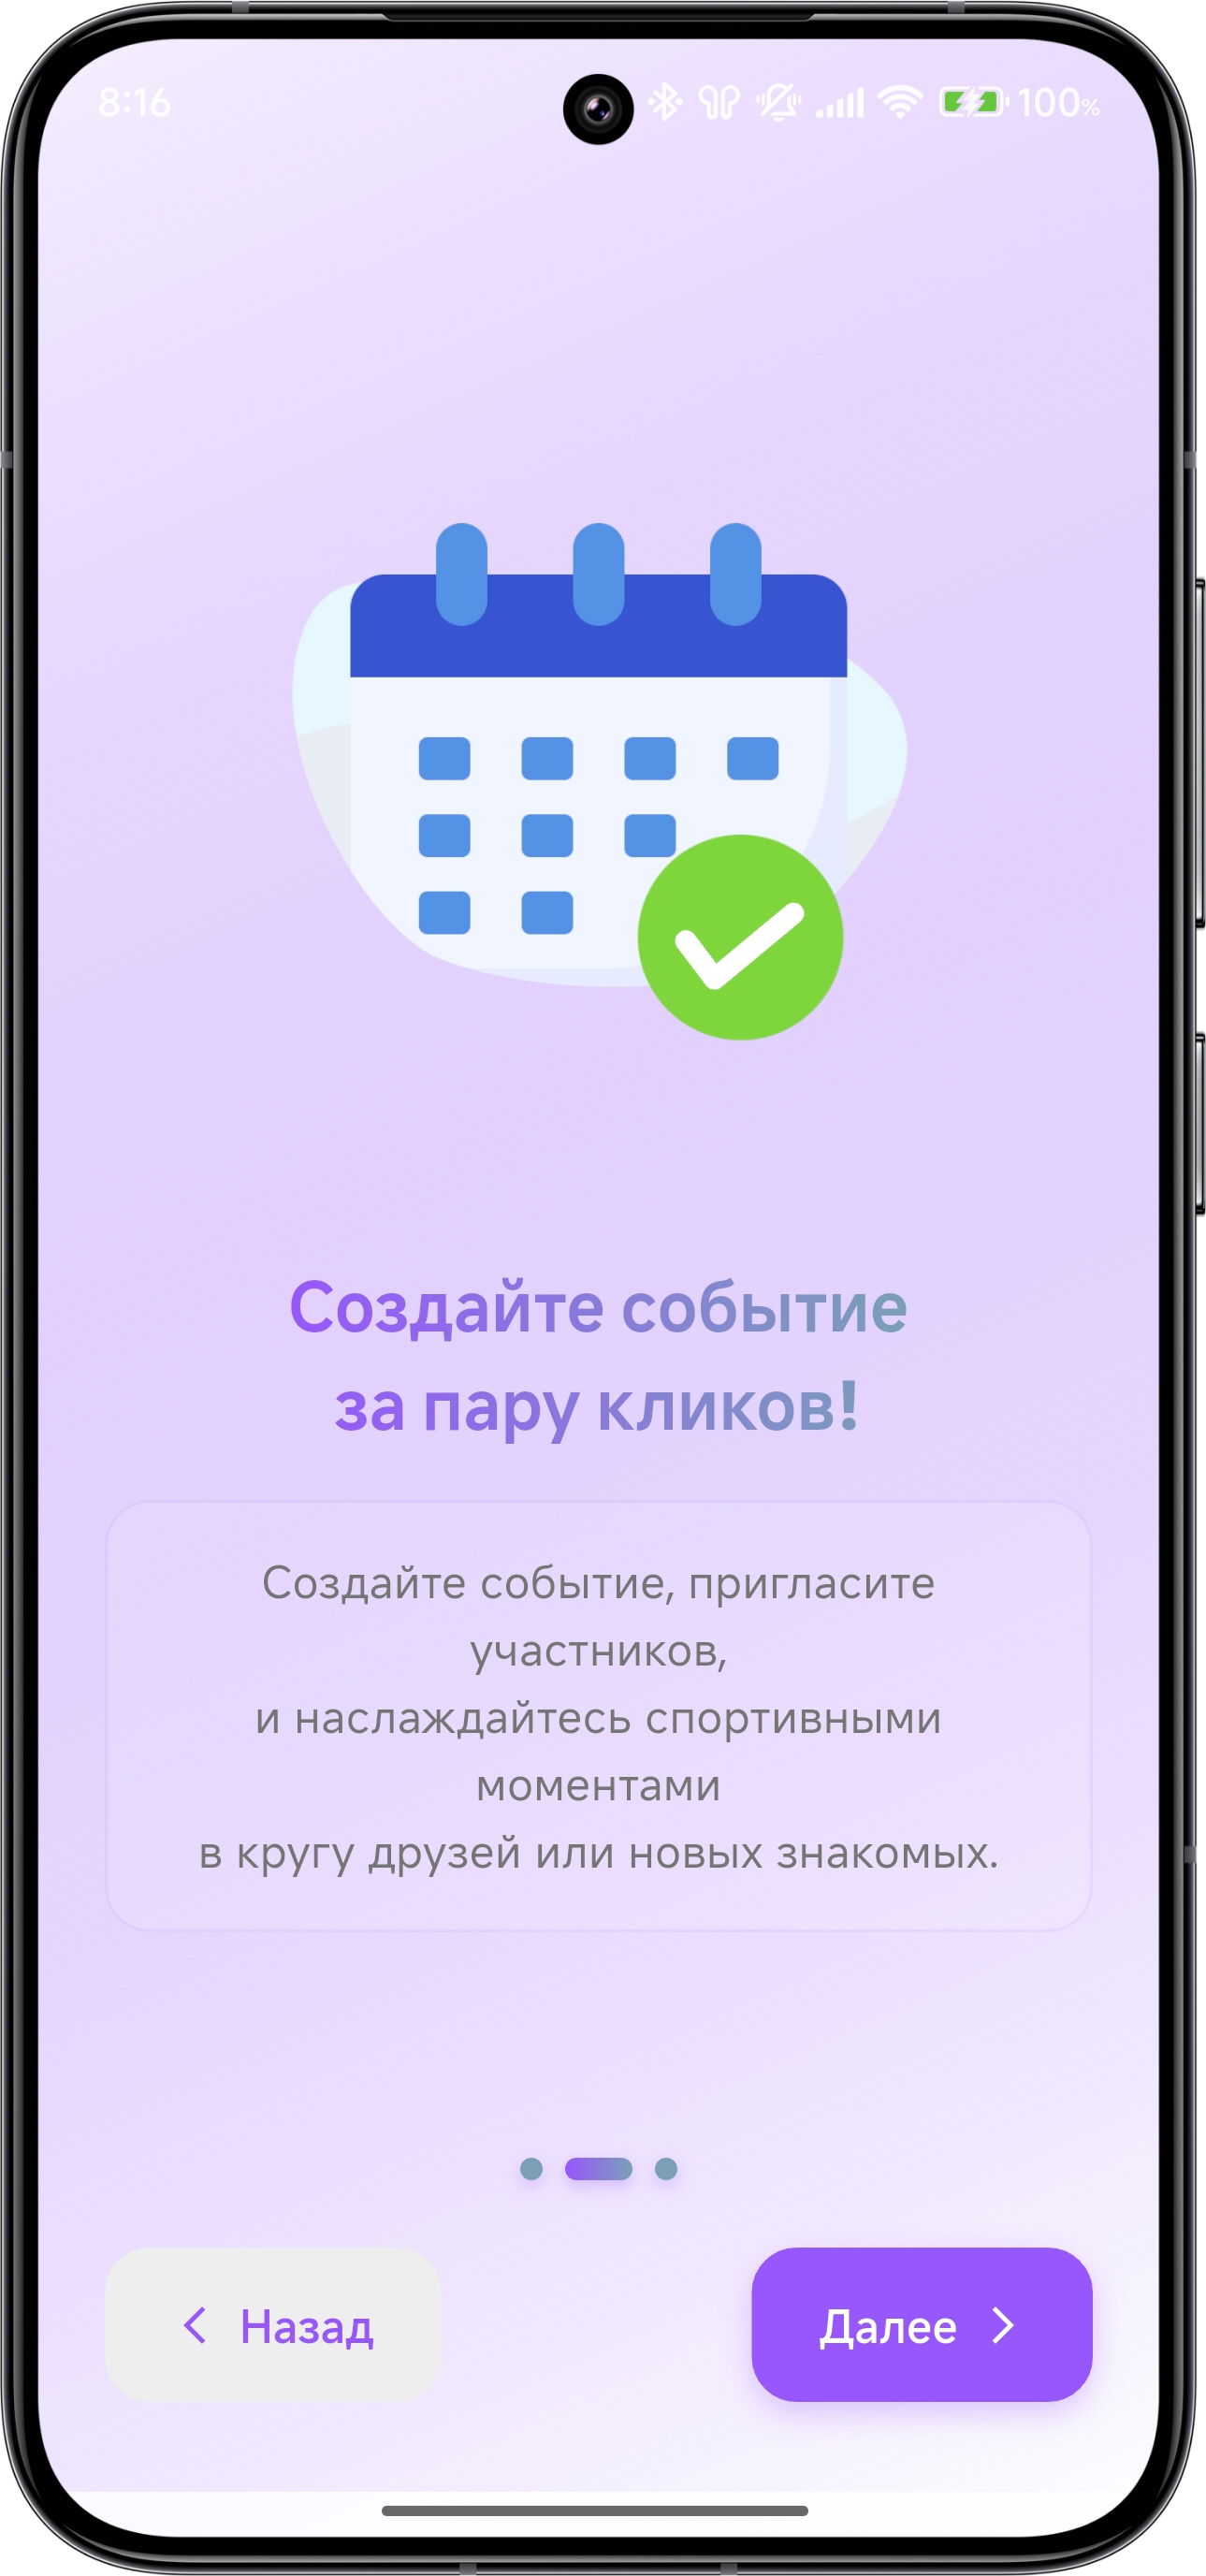 8:16
100%
Создайте событие
за пару кликов!
Создайте событие, пригласите
участников,
и наслаждайтесь спортивными
моментами
в кругу друзей или новых знакомых.
Назад
Далее